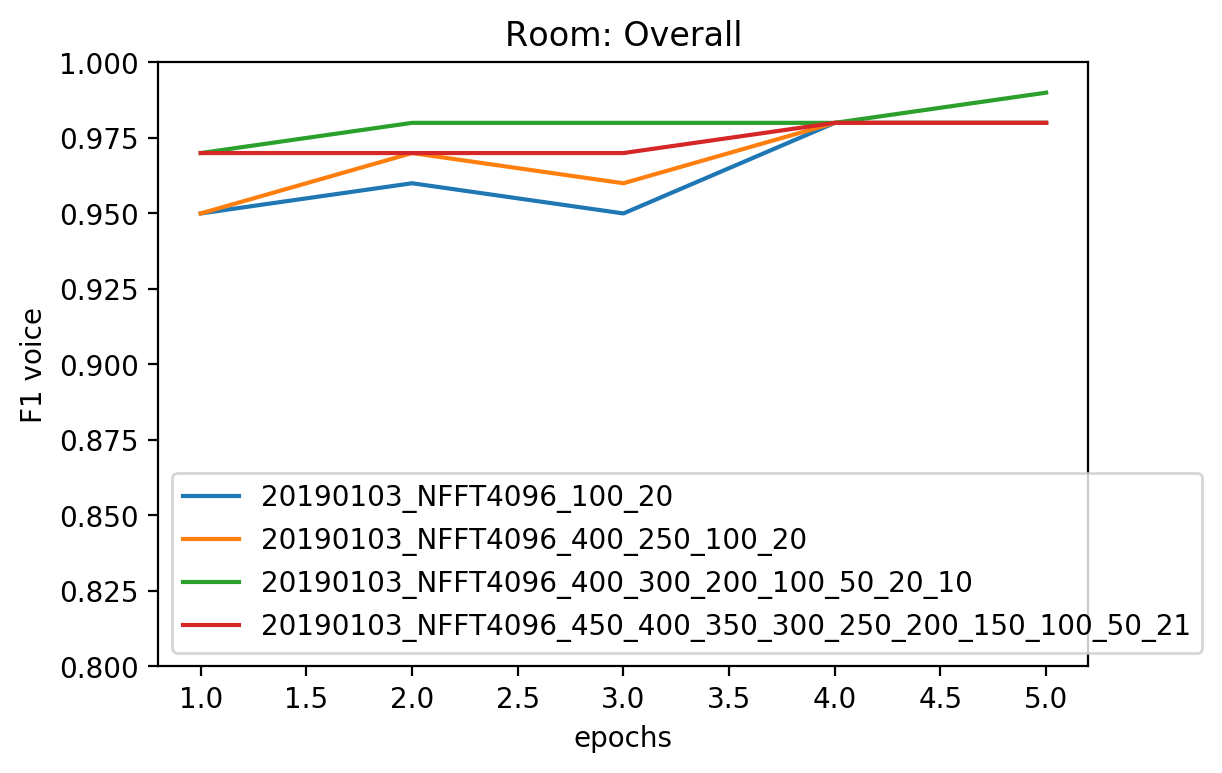 Room: Overall
1.000
0.975
0.950
0.925
0.900
0.875
0.850
0.825
0.800
F1 voice
20190103_NFFT4096_100_20
20190103_NFFT4096_400_250_100_20
20190103_NFFT4096_400_300_200_100_50_20_10
20190103_NFFT4096_450_400_350_300_250_200_150_100_50_21
1.0 1.5 2.0 2.5 3.0 3.5 4.0 4.5 5.0
epochs